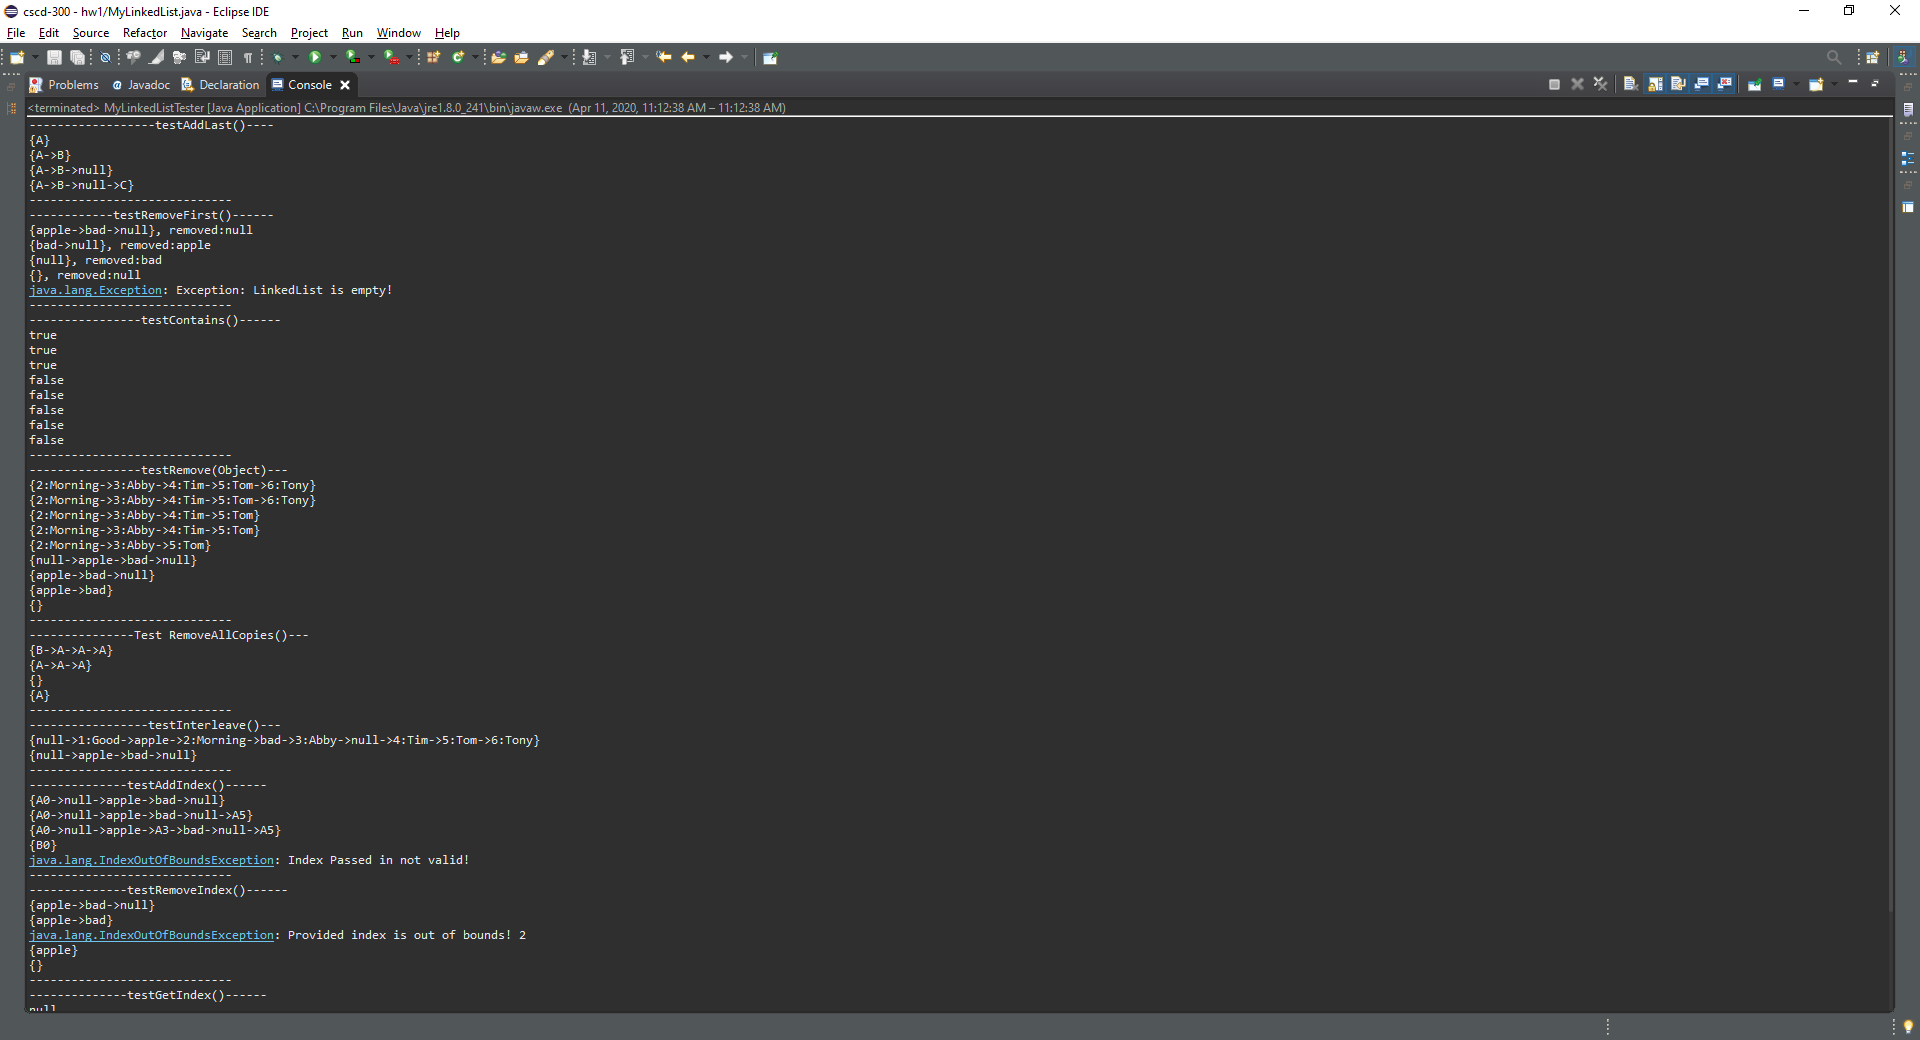 cscd-300 - hw1/MyLinkedList.java - Eclipse IDE
File Edit Source Refactor Navigate Search Project Run Window Help
Problems Javadoc Declaration Console
<terminated> MyLinkedListTester [Java Application] C:\Program Files\Java\jre1.8.0_241\bin\javaw.exe (Apr 11, 2020, 11:12:38 AM – 11:12:38 AM)
------------------testAddLast()----
{A}
{A->B}
{A->B->null}
{A->B->null->C}
-----------------------------
------------testRemoveFirst()------
{apple->bad->null}, removed:null
{bad->null}, removed:apple
{null}, removed:bad
{}, removed:null
java.lang.Exception: Exception: LinkedList is empty!
-----------------------------
----------------testContains()------
true
true
true
false
false
false
false
false
-----------------------------
----------------testRemove(Object)---
{2:Morning->3:Abby->4:Tim->5:Tom->6:Tony}
{2:Morning->3:Abby->4:Tim->5:Tom->6:Tony}
{2:Morning->3:Abby->4:Tim->5:Tom}
{2:Morning->3:Abby->4:Tim->5:Tom}
{2:Morning->3:Abby->5:Tom}
{null->apple->bad->null}
{apple->bad->null}
{apple->bad}
{}
-----------------------------
---------------Test RemoveAllCopies()---
{B->A->A->A}
{A->A->A}
{}
{A}
-----------------------------
-----------------testInterleave()---
{null->1:Good->apple->2:Morning->bad->3:Abby->null->4:Tim->5:Tom->6:Tony}
{null->apple->bad->null}
-----------------------------
--------------testAddIndex()------
{A0->null->apple->bad->null}
{A0->null->apple->bad->null->A5}
{A0->null->apple->A3->bad->null->A5}
{B0}
java.lang.IndexOutOfBoundsException: Index Passed in not valid!
-----------------------------
--------------testRemoveIndex()------
{apple->bad->null}
{apple->bad}
java.lang.IndexOutOfBoundsException: Provided index is out of bounds! 2
{apple}
{}
-----------------------------
--------------testGetIndex()------
null